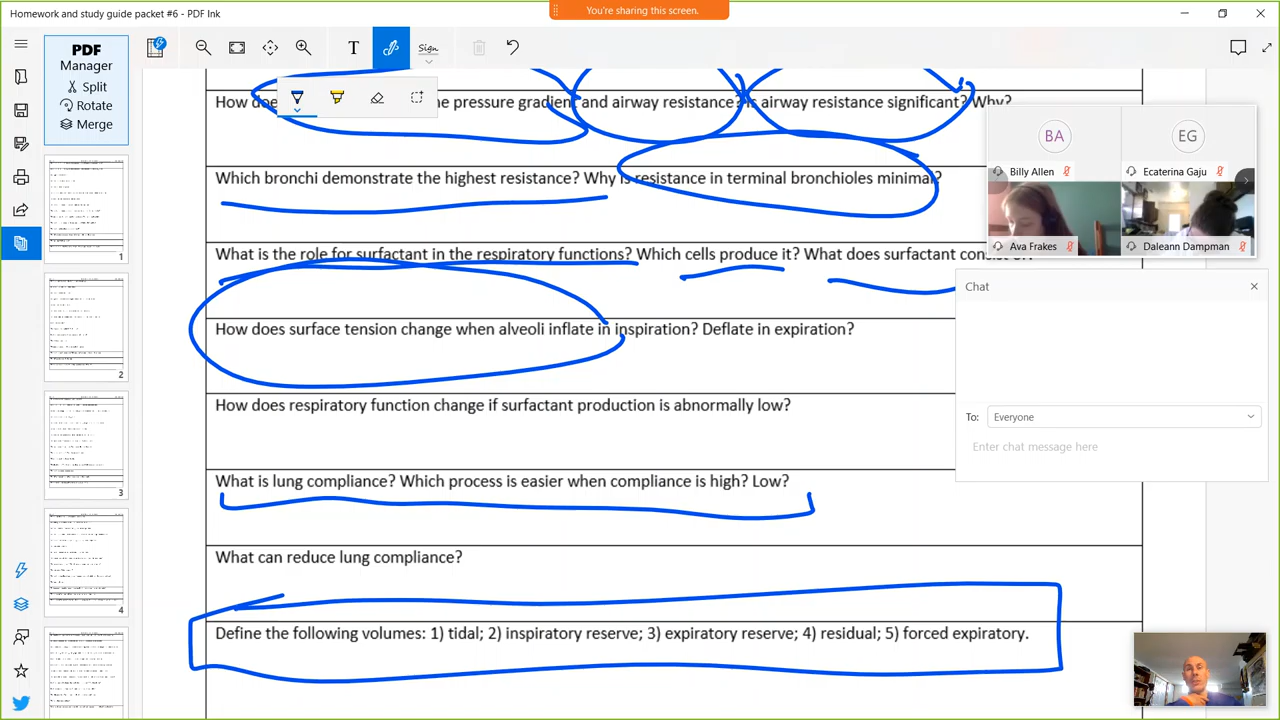 Homework and study guide packet #6 - PDF Ink
You're sharing this screen.
PDF
Manager
Split
Rotate
Merge
T
Sign
How doe
he pressure gradient and airway resistance? Is airway resistance significant? Why?
Which bronchi demonstrate the highest resistance? Why is resistance in terminal bronchioles minimal?
What is the role for surfactant in the respiratory functions? Which cells produce it? What does surfactant consist of?
How does surface tension change when alveoli inflate in inspiration? Deflate in expiration?
How does respiratory function change if surfactant production is abnormally low?
What is lung compliance? Which process is easier when compliance is high? Low?
What can reduce lung compliance?
Define the following volumes: 1) tidal; 2) inspiratory reserve; 3) expiratory reserve; 4) residual; 5) forced expiratory.
1
2
3
4
BA
EG
Billy Allen
Ecaterina Gaju
Ava Frakes
Daleann Dampman
Chat
To:
Everyone
Enter chat message here